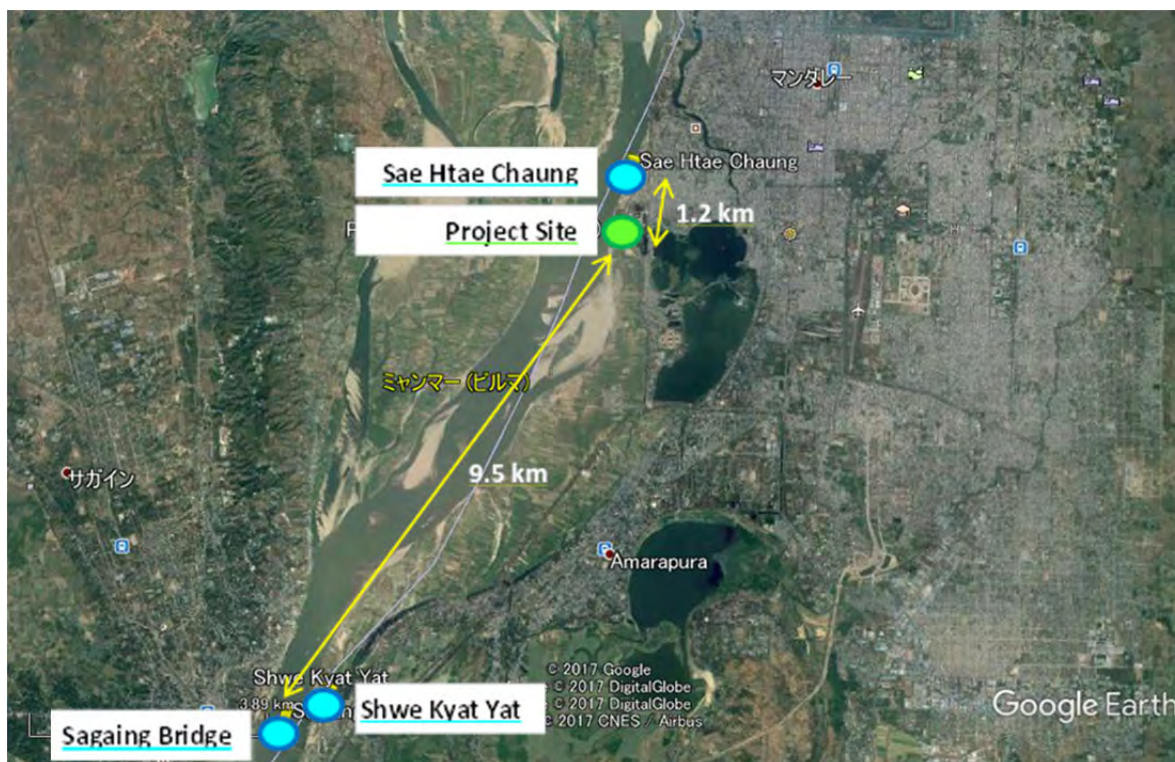 マンダレー
Sae Htae Chaung
Sae Htae Chaung
1.2 km
Project Site
ミャンマー (ビルマ)
9.5 km
サガイン
Amarapura
© 2017 Google
© 2017 DigitalGlobe
© 2017 DigitalGlobe
© 2017 CNES / Airbus
Shwe Kyat Yat
3.89 km
Shwe Kyat Yat
Google Earth
Sagaing Bridge